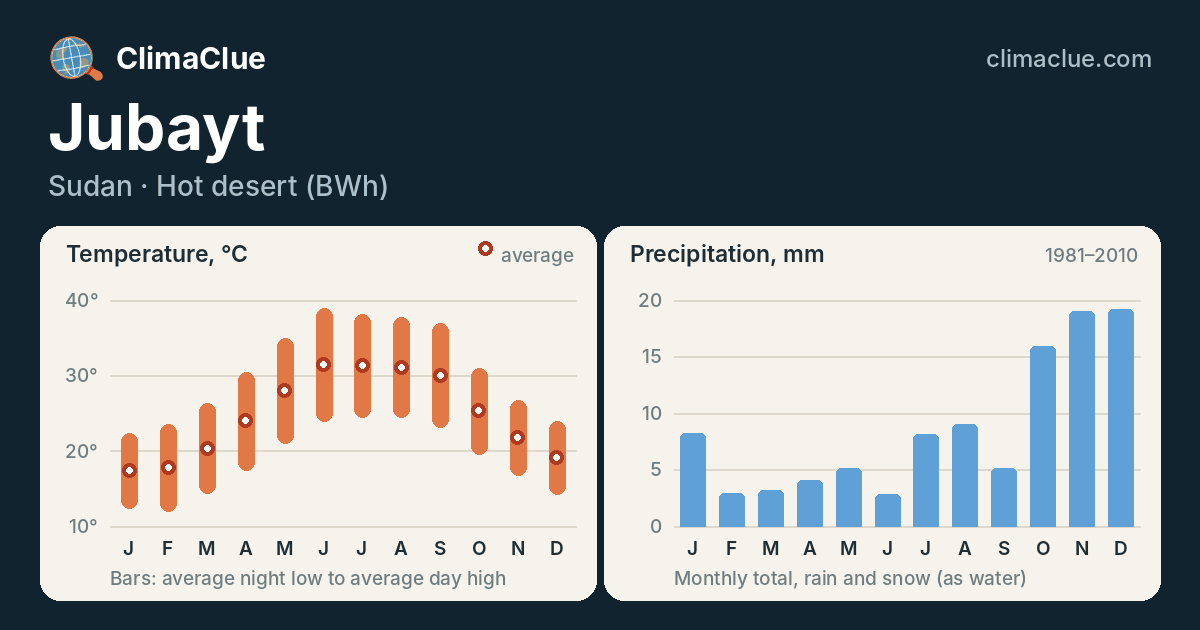 ClimaClue
climaclue.com
Jubayt
Sudan · Hot desert (BWh)
Temperature, °C
average
40°
30°
20°
10°
J F M A M J J A S O N D
Bars: average night low to average day high
Precipitation, mm
1981–2010
20
15
10
5
0
J F M A M J J A S O N D
Monthly total, rain and snow (as water)